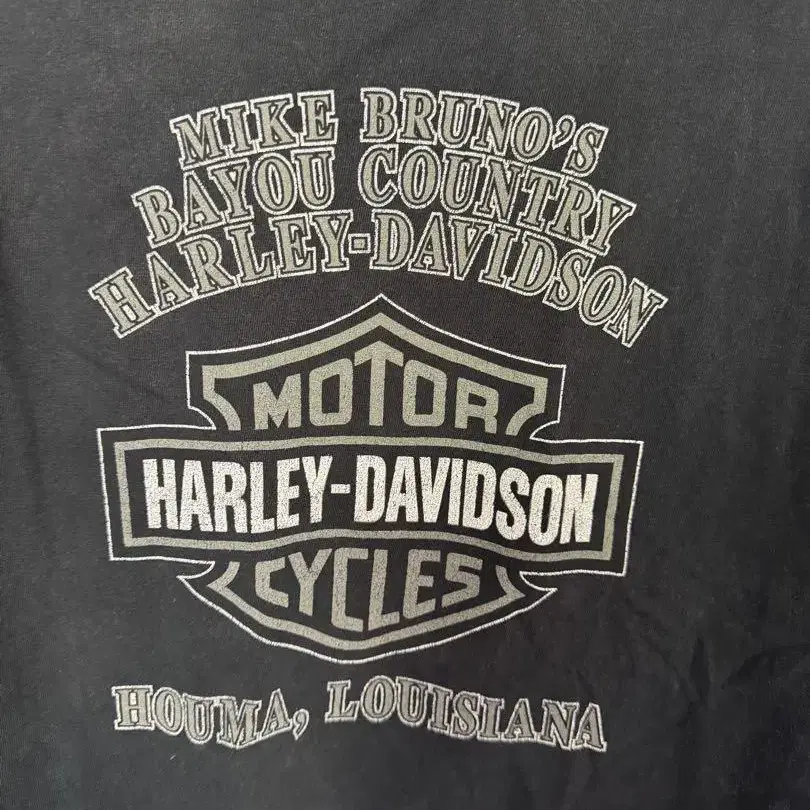 MIKE BRUNO'S
BAYOU COUNTRY
HARLEY-DAVIDSON
MOTOR
HARLEY-DAVIDSON
CYCLES
HOUMA, LOUISIANA